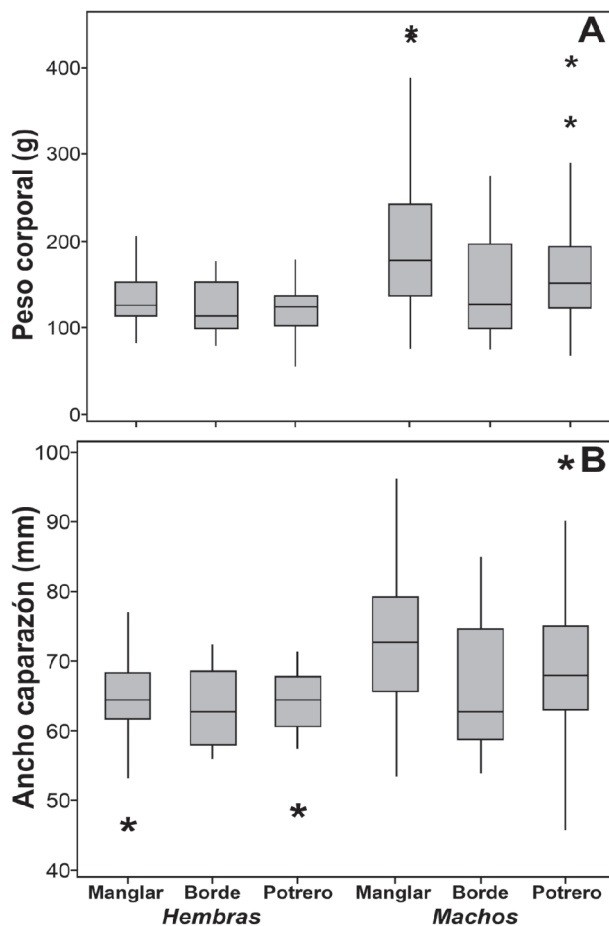 A
Peso corporal (g)
400
300
200
100
0
B
Ancho caparazón (mm)
100
90
80
70
60
50
40
Manglar Borde Potrero Manglar Borde Potrero
Hembras Machos